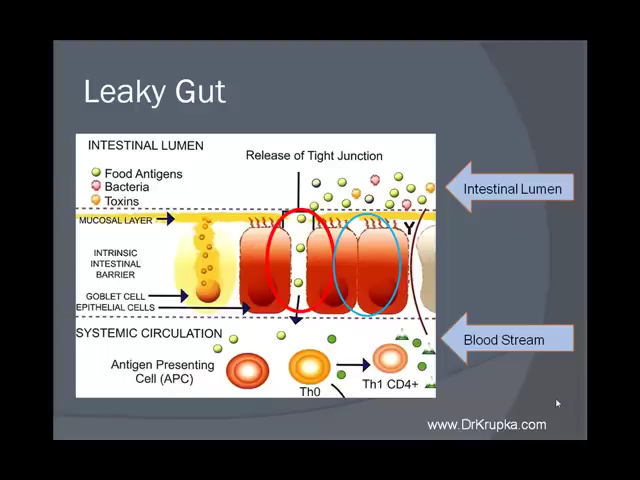 Leaky Gut
INTESTINAL LUMEN
Release of Tight Junction
Food Antigens
Bacteria
Toxins
Intestinal Lumen
MUCOSAL LAYER
Y
INTRINSIC
INTESTINAL
BARRIER
GOBLET CELL
EPITHELIAL CELLS
SYSTEMIC CIRCULATION
Blood Stream
Antigen Presenting
Cell (APC)
Th0
Th1 CD4+
www.DrKrupka.com